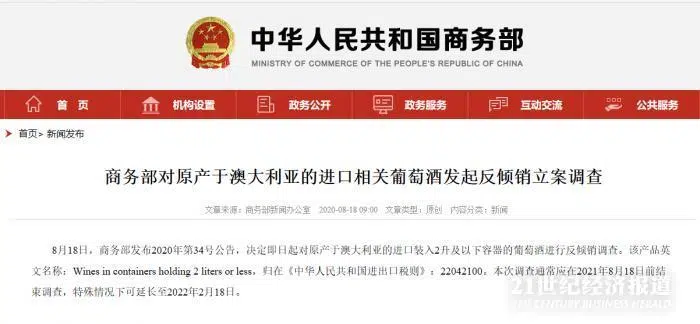 中华人民共和国商务部
MINISTRY OF COMMERCE OF THE PEOPLE'S REPUBLIC OF CHINA
首 页 机构设置 政务公开 政务服务 互动交流 公共服务
首页> 新闻发布
商务部对原产于澳大利亚的进口相关葡萄酒发起反倾销立案调查
文章来源：商务部新闻办公室 2020-08-18 09:00 文章类型：原创 内容分类：新闻
8月18日，商务部发布2020年第34号公告，决定即日起对原产于澳大利亚的进口装入2升及以下容器的葡萄酒进行反倾销调查。该产品英
文名称：Wines in containers holding 2 liters or less，归在《中华人民共和国进出口税则》：22042100。本次调查通常应在2021年8月18日前结
束调查，特殊情况下可延长至2022年2月18日。
21世纪经济报道
21ST CENTURY BUSINESS HERALD